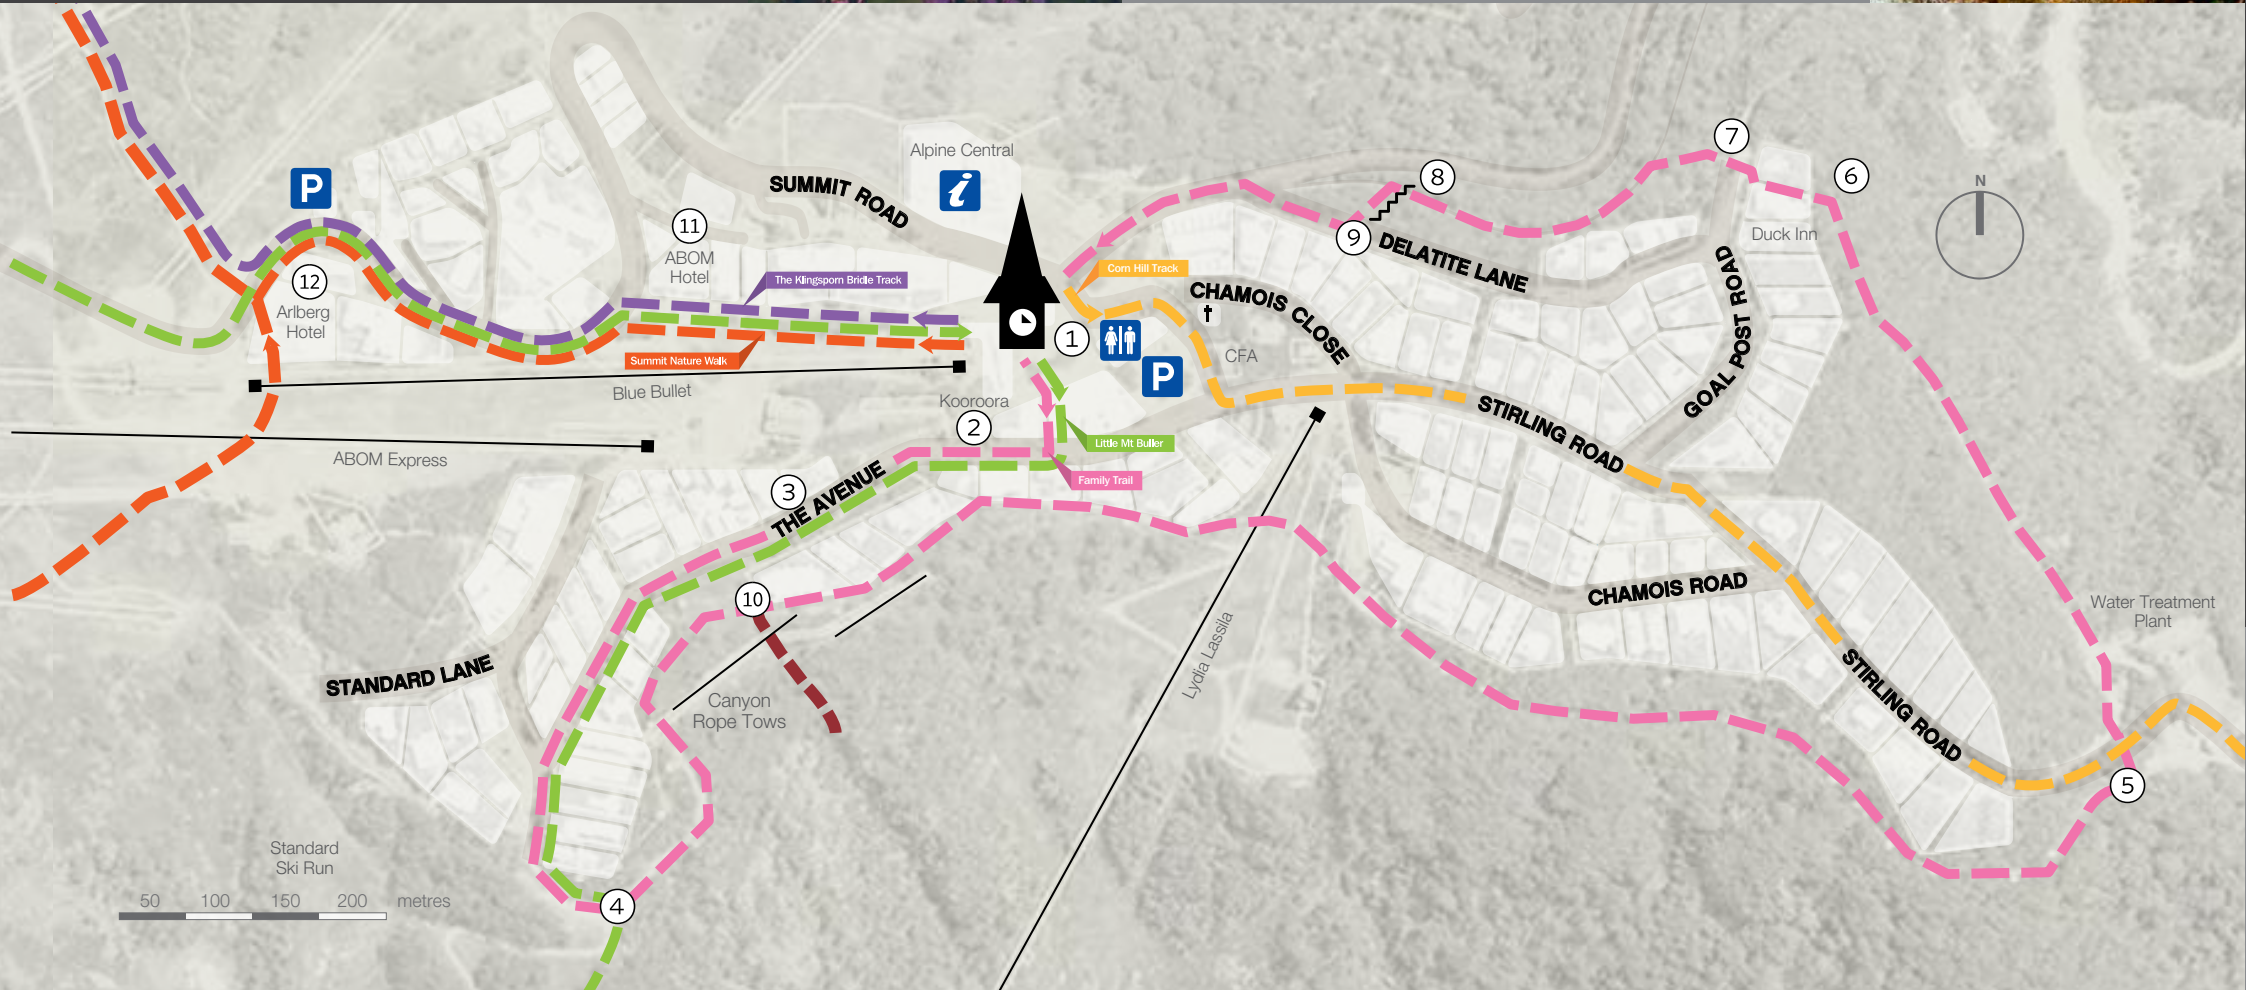 7
Alpine Central
P
i
SUMMIT ROAD
8
6
N
11
ABOM
Hotel
9
DELATITE LANE
Duck Inn
GOAL POST ROAD
12
Arlberg
Hotel
The Klingsporn Bridle Track
Corn Hill Track
CHAMOIS CLOSE
1
CFA
Summit Nature Walk
P
Blue Bullet
Kooroora
2
STIRLING ROAD
Little Mt Buller
ABOM Express
Family Trail
3
THE AVENUE
CHAMOIS ROAD
10
Water Treatment
Plant
Lydia Lassila
STANDARD LANE
Canyon
Rope Tows
STIRLING ROAD
5
Standard
Ski Run
50 100 150 200 metres
4